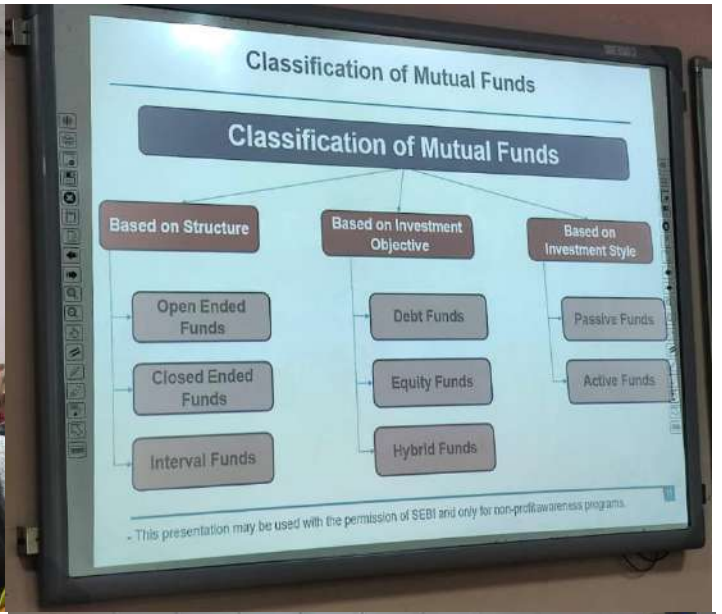 Classification of Mutual Funds
Classification of Mutual Funds
Based on Structure
Open Ended
Funds
Closed Ended
Funds
Interval Funds
Based on Investment
Objective
Debt Funds
Equity Funds
Hybrid Funds
Based on
Investment Style
Passive Funds
Active Funds
- This presentation may be used with the permission of SEBI and only for non-profitawareness programs.